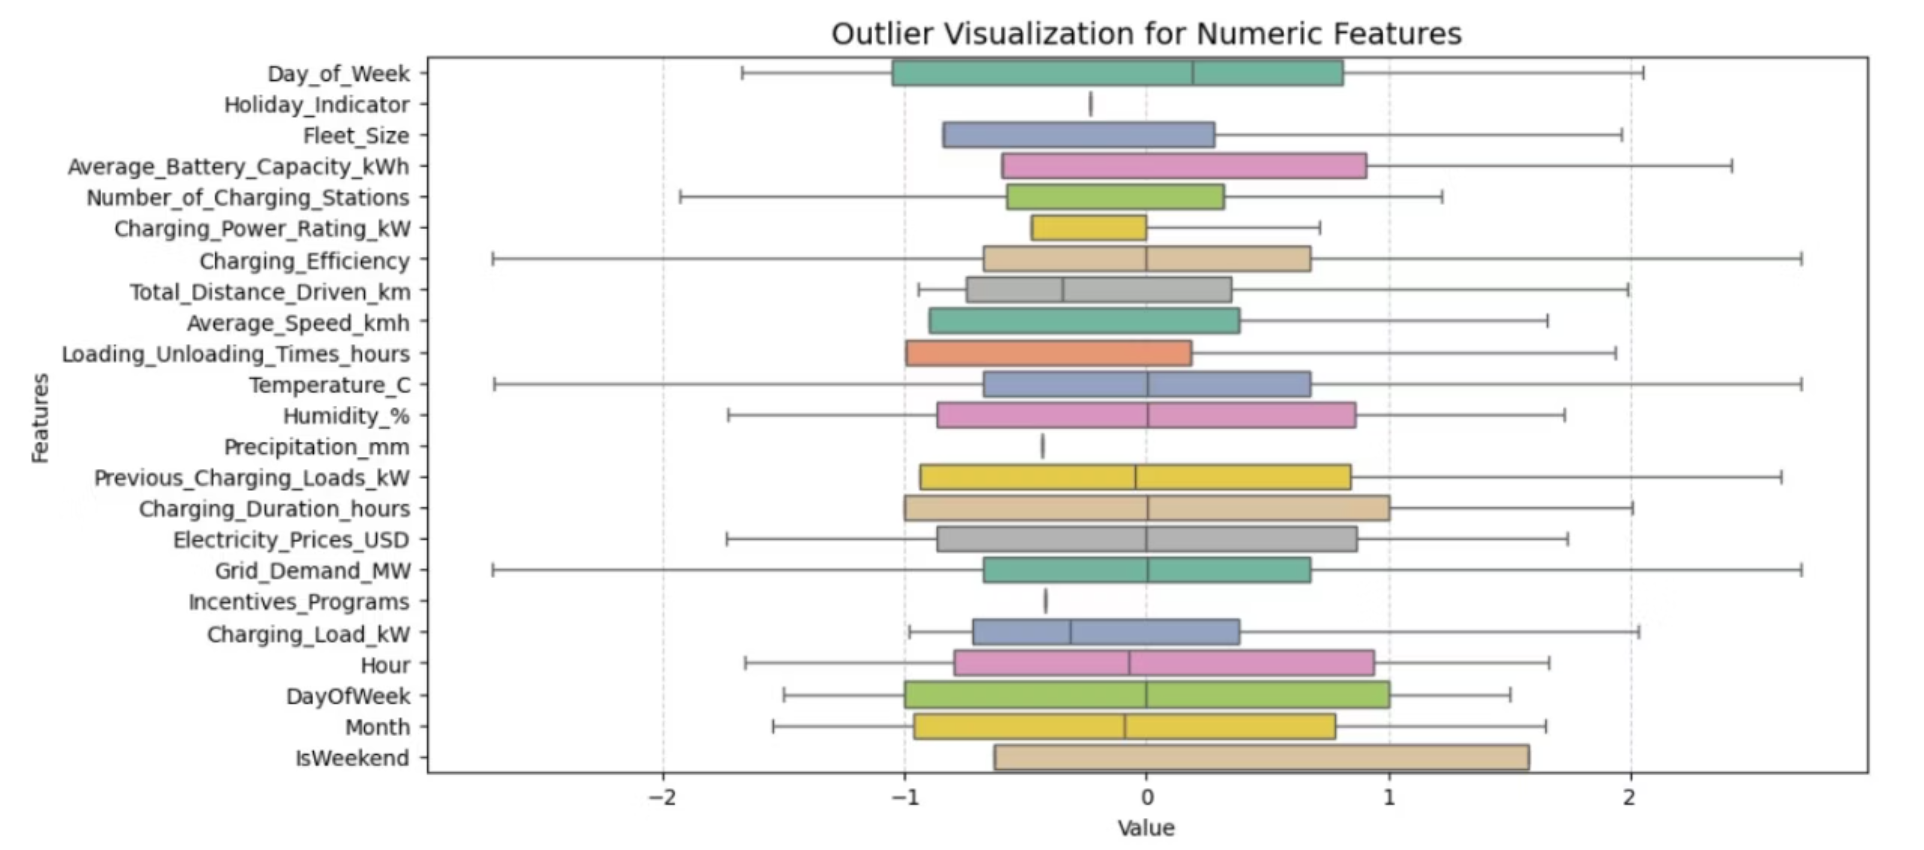 Outlier Visualization for Numeric Features
Day_of_Week
Holiday_Indicator
Fleet_Size
Average_Battery_Capacity_kWh
Number_of_Charging_Stations
Charging_Power_Rating_kW
Charging_Efficiency
Total_Distance_Driven_km
Average_Speed_kmh
Loading_Unloading_Times_hours
Temperature_C
Humidity_%
Precipitation_mm
Previous_Charging_Loads_kW
Charging_Duration_hours
Electricity_Prices_USD
Grid_Demand_MW
Incentives_Programs
Charging_Load_kW
Hour
DayOfWeek
Month
IsWeekend
Features
−2 −1 0 1 2
Value